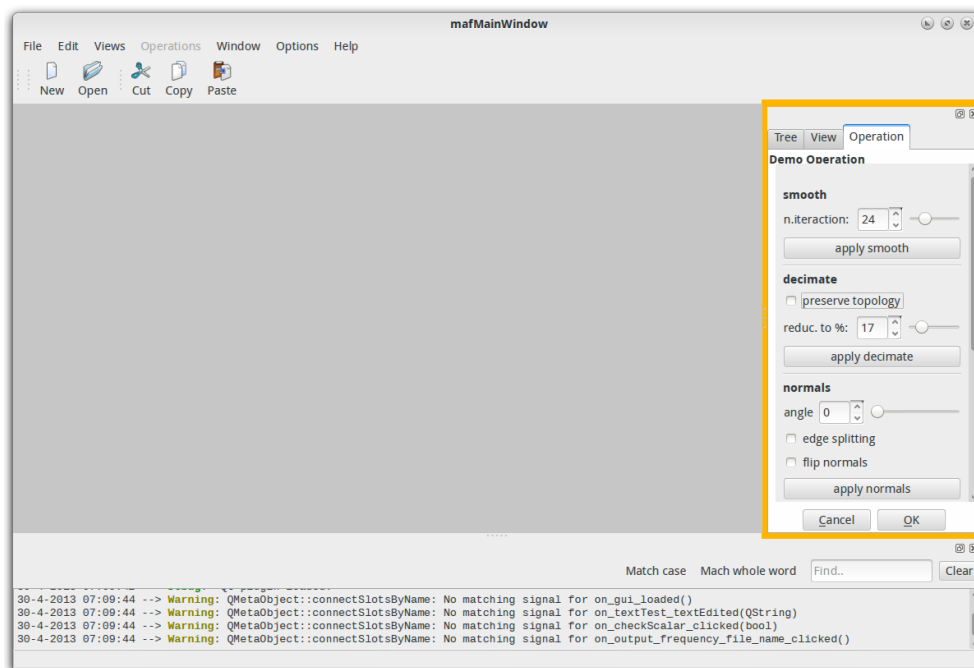 mafMainWindow
File Edit Views Operations Window Options Help
New Open Cut Copy Paste
Tree View Operation
Demo Operation
smooth
n.iteraction: 24
apply smooth
decimate
preserve topology
reduc. to %: 17
apply decimate
normals
angle 0
edge splitting
flip normals
apply normals
Cancel OK
Match case Mach whole word Find.. Clear
30-4-2013 07:09:44 --> Warning: QMetaObject::connectSlotsByName: No matching signal for on_gui_loaded()
30-4-2013 07:09:44 --> Warning: QMetaObject::connectSlotsByName: No matching signal for on_textTest_textEdited(QString)
30-4-2013 07:09:44 --> Warning: QMetaObject::connectSlotsByName: No matching signal for on_checkScalar_clicked(bool)
30-4-2013 07:09:44 --> Warning: QMetaObject::connectSlotsByName: No matching signal for on_output_frequency_file_name_clicked()